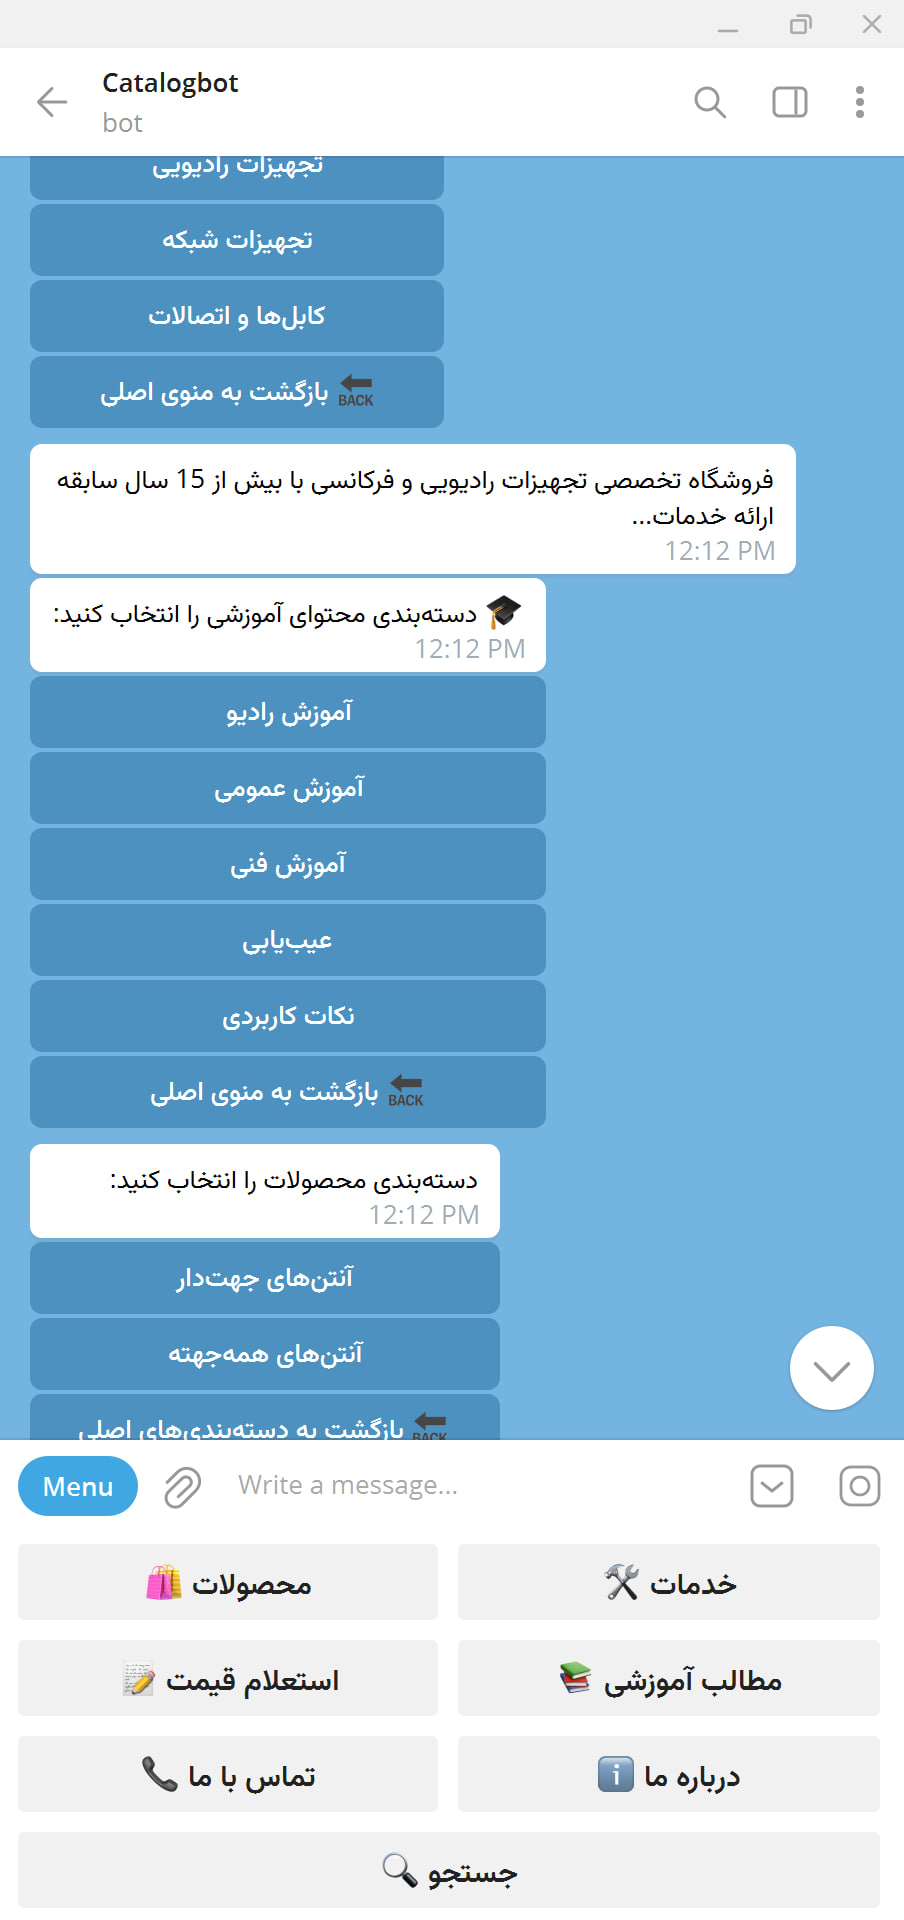 Catalogbot
bot
تجهیزات رادیویی
تجهیزات شبکه
کابل‌ها و اتصالات
🔙 بازگشت به منوی اصلی
فروشگاه تخصصی تجهیزات رادیویی و فرکانسی با بیش از 15 سال سابقه
ارائه خدمات...
12:12 PM
🎓 دسته‌بندی محتوای آموزشی را انتخاب کنید:
12:12 PM
آموزش رادیو
آموزش عمومی
آموزش فنی
عیب‌یابی
نکات کاربردی
🔙 بازگشت به منوی اصلی
دسته‌بندی محصولات را انتخاب کنید:
12:12 PM
آنتن‌های جهت‌دار
آنتن‌های همه‌جهته
🔙 بازگشت به دسته‌بندی‌های اصلی
Menu
Write a message...
خدمات 🛠
محصولات 🛍
مطالب آموزشی 📚
استعلام قیمت 📝
درباره ما ℹ️
تماس با ما 📞
جستجو 🔍